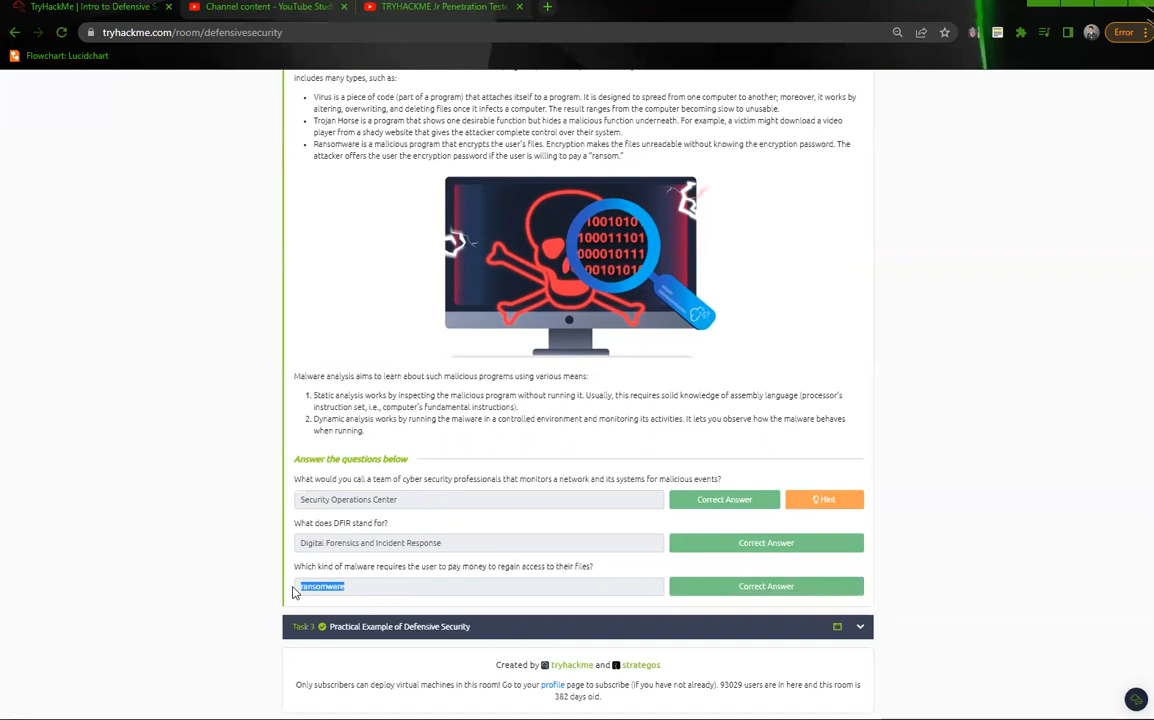 TryHackMe | Intro to Defensive S
Channel content - YouTube Stud
TRYHACKME Jr Penetration Teste
tryhackme.com/room/defensivesecurity
Error
Flowchart: Lucidchart
includes many types, such as:
• Virus is a piece of code (part of a program) that attaches itself to a program. It is designed to spread from one computer to another; moreover, it works by
altering, overwriting, and deleting files once it infects a computer. The result ranges from the computer becoming slow to unusable.
• Trojan Horse is a program that shows one desirable function but hides a malicious function underneath. For example, a victim might download a video
player from a shady website that gives the attacker complete control over their system.
• Ransomware is a malicious program that encrypts the user's files. Encryption makes the files unreadable without knowing the encryption password. The
attacker offers the user the encryption password if the user is willing to pay a "ransom."
1001010
100011101
000010111
0010101
Malware analysis aims to learn about such malicious programs using various means:
1. Static analysis works by inspecting the malicious program without running it. Usually, this requires solid knowledge of assembly language (processor's
instruction set, i.e., computer's fundamental instructions).
2. Dynamic analysis works by running the malware in a controlled environment and monitoring its activities. It lets you observe how the malware behaves
when running.
Answer the questions below
What would you call a team of cyber security professionals that monitors a network and its systems for malicious events?
Security Operations Center
Correct Answer
Hint
What does DFIR stand for?
Digital Forensics and Incident Response
Correct Answer
Which kind of malware requires the user to pay money to regain access to their files?
ransomware
Correct Answer
Task 3 Practical Example of Defensive Security
Created by tryhackme and strategos
Only subscribers can deploy virtual machines in this room! Go to your profile page to subscribe (if you have not already). 93029 users are in here and this room is
382 days old.